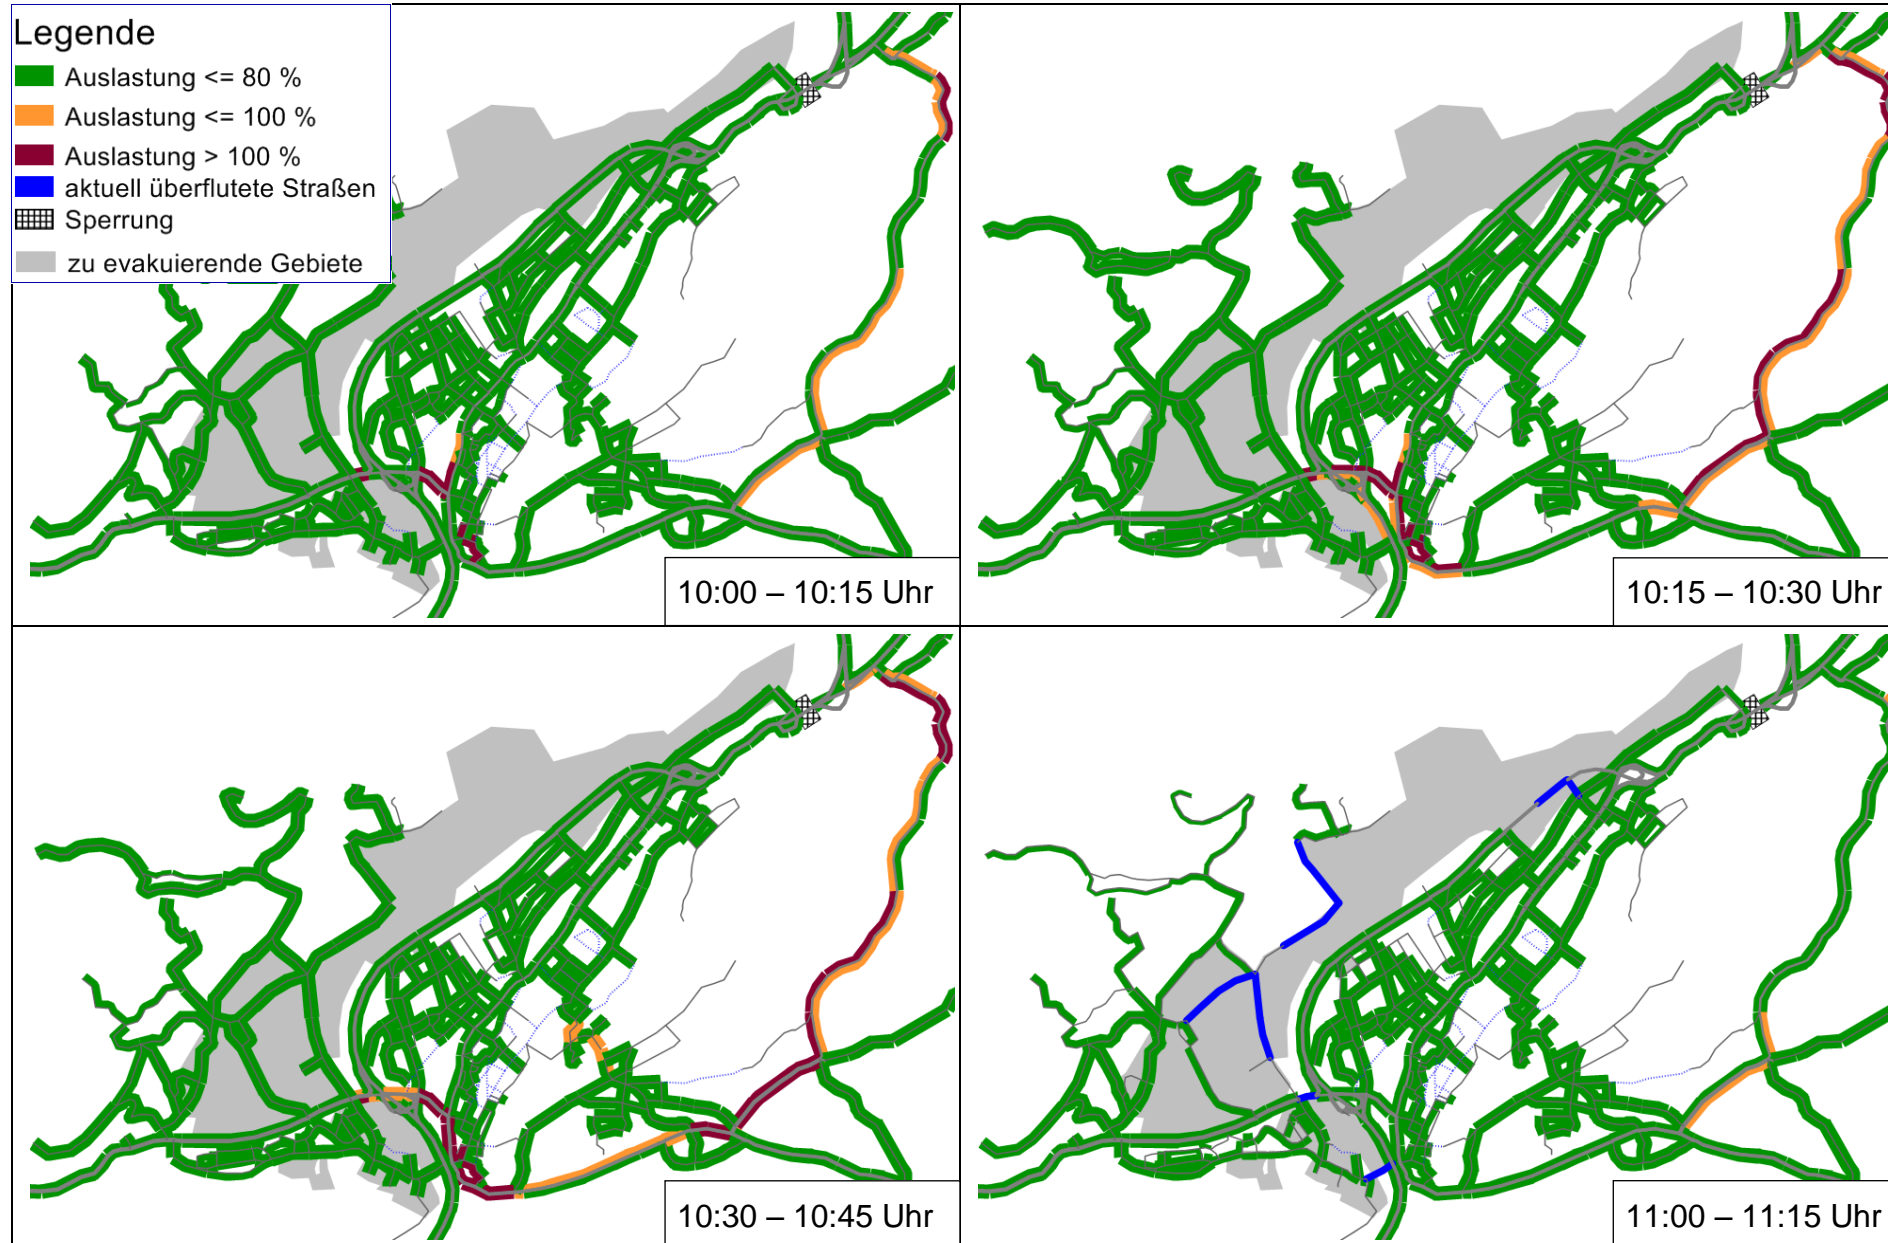 Legende
Auslastung <= 80 %
Auslastung <= 100 %
Auslastung > 100 %
aktuell überflutete Straßen
Sperrung
zu evakuierende Gebiete
10:00 – 10:15 Uhr
10:15 – 10:30 Uhr
10:30 – 10:45 Uhr
11:00 – 11:15 Uhr